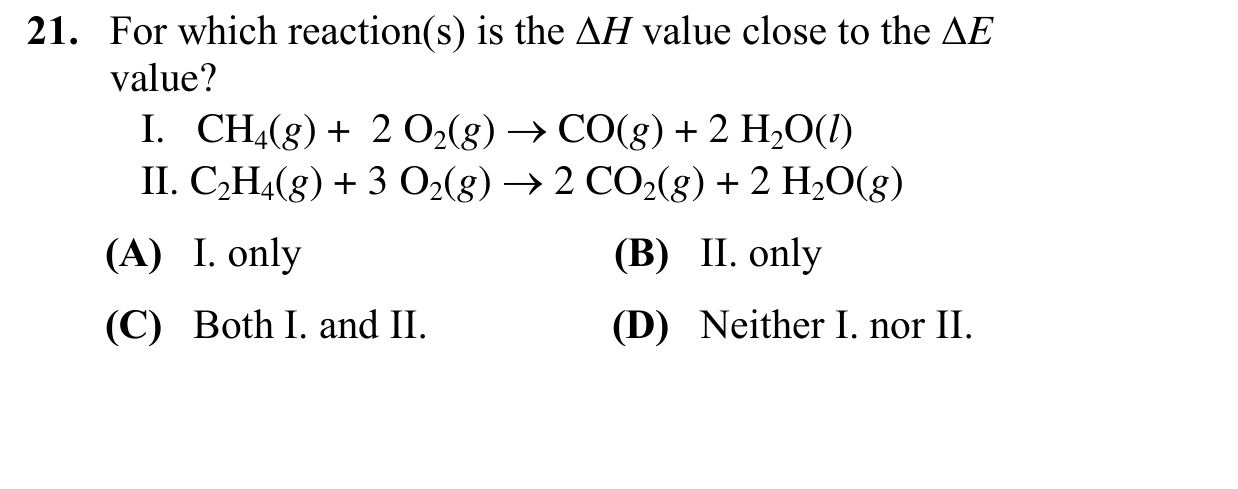 21. For which reaction(s) is the ΔH value close to the ΔE
value?
I. CH₄(g) + 2 O₂(g) → CO(g) + 2 H₂O(l)
II. C₂H₄(g) + 3 O₂(g) → 2 CO₂(g) + 2 H₂O(g)
(A) I. only (B) II. only
(C) Both I. and II. (D) Neither I. nor II.